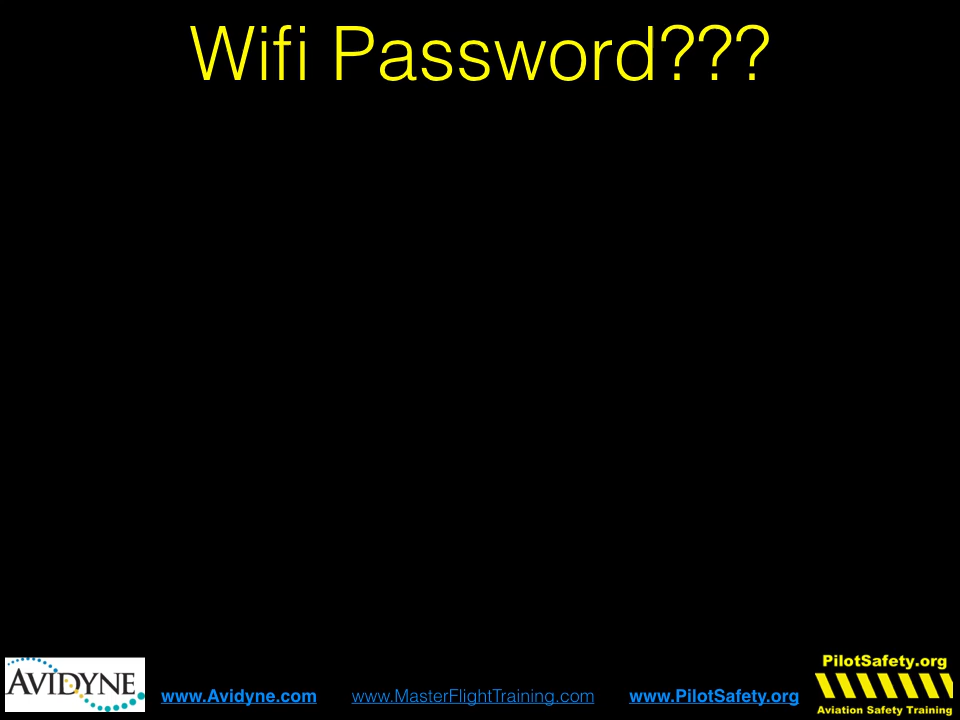 Wifi Password???
AVIDYNE
www.Avidyne.com www.MasterFlightTraining.com www.PilotSafety.org
PilotSafety.org
Aviation Safety Training